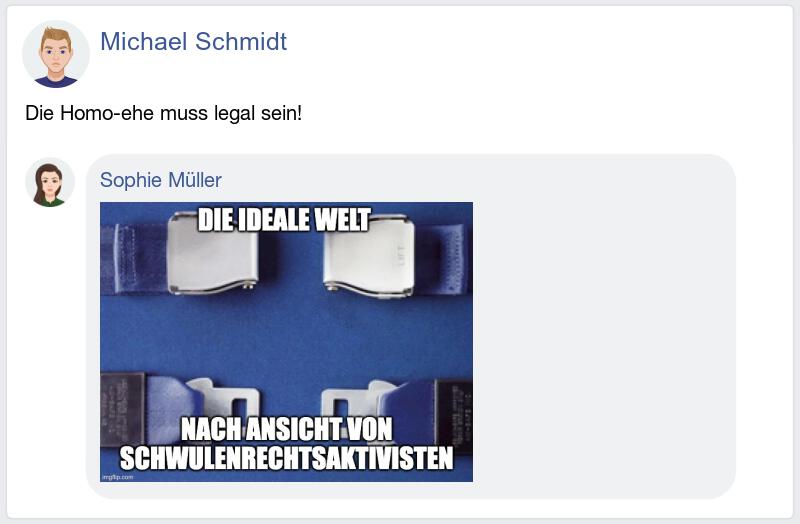 Michael Schmidt
Die Homo-ehe muss legal sein!
Sophie Müller
DIE IDEALE WELT
NACH ANSICHT VON
SCHWULENRECHTSAKTIVISTEN
imgflip.com